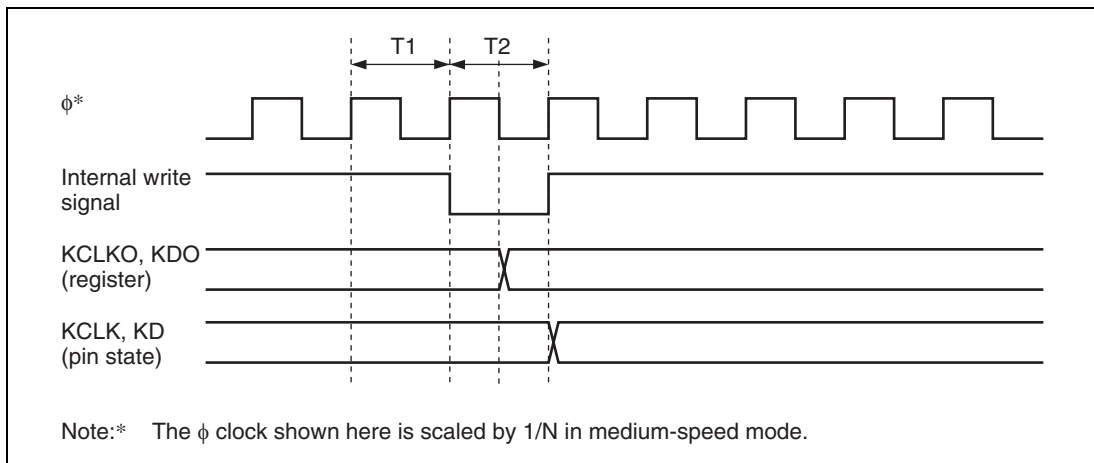 T1 T2
ϕ*
Internal write
signal
KCLKO, KDO
(register)
KCLK, KD
(pin state)
Note:* The ϕ clock shown here is scaled by 1/N in medium-speed mode.